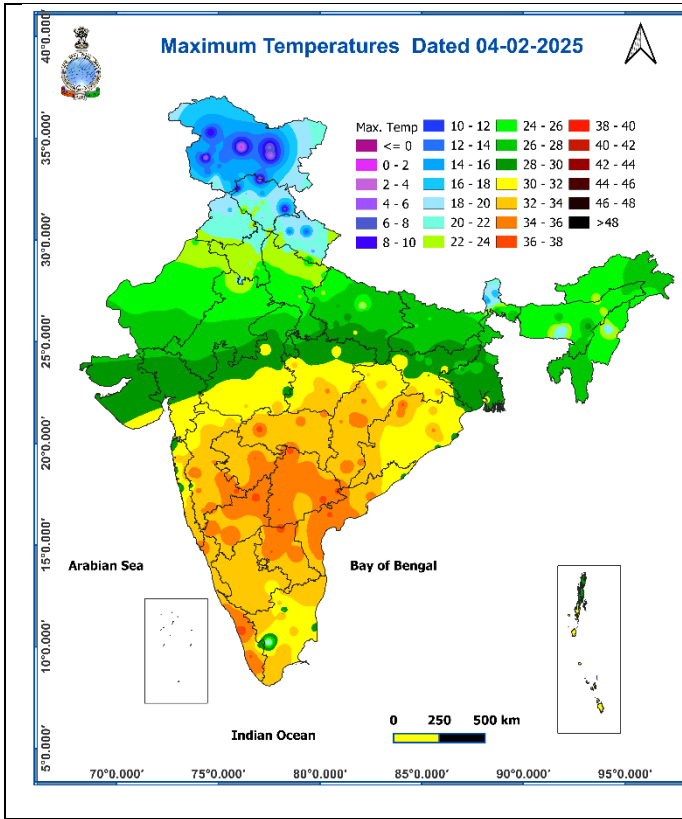 Maximum Temperatures Dated 04-02-2025
Max. Temp
<= 0
0 - 2
2 - 4
4 - 6
6 - 8
8 - 10
10 - 12
12 - 14
14 - 16
16 - 18
18 - 20
20 - 22
22 - 24
24 - 26
26 - 28
28 - 30
30 - 32
32 - 34
34 - 36
36 - 38
38 - 40
40 - 42
42 - 44
44 - 46
46 - 48
>48
40°0.000'
35°0.000'
30°0.000'
25°0.000'
20°0.000'
15°0.000'
10°0.000'
5°0.000'
Arabian Sea
Bay of Bengal
Indian Ocean
0 250 500 km
70°0.000' 75°0.000' 80°0.000' 85°0.000' 90°0.000' 95°0.000'